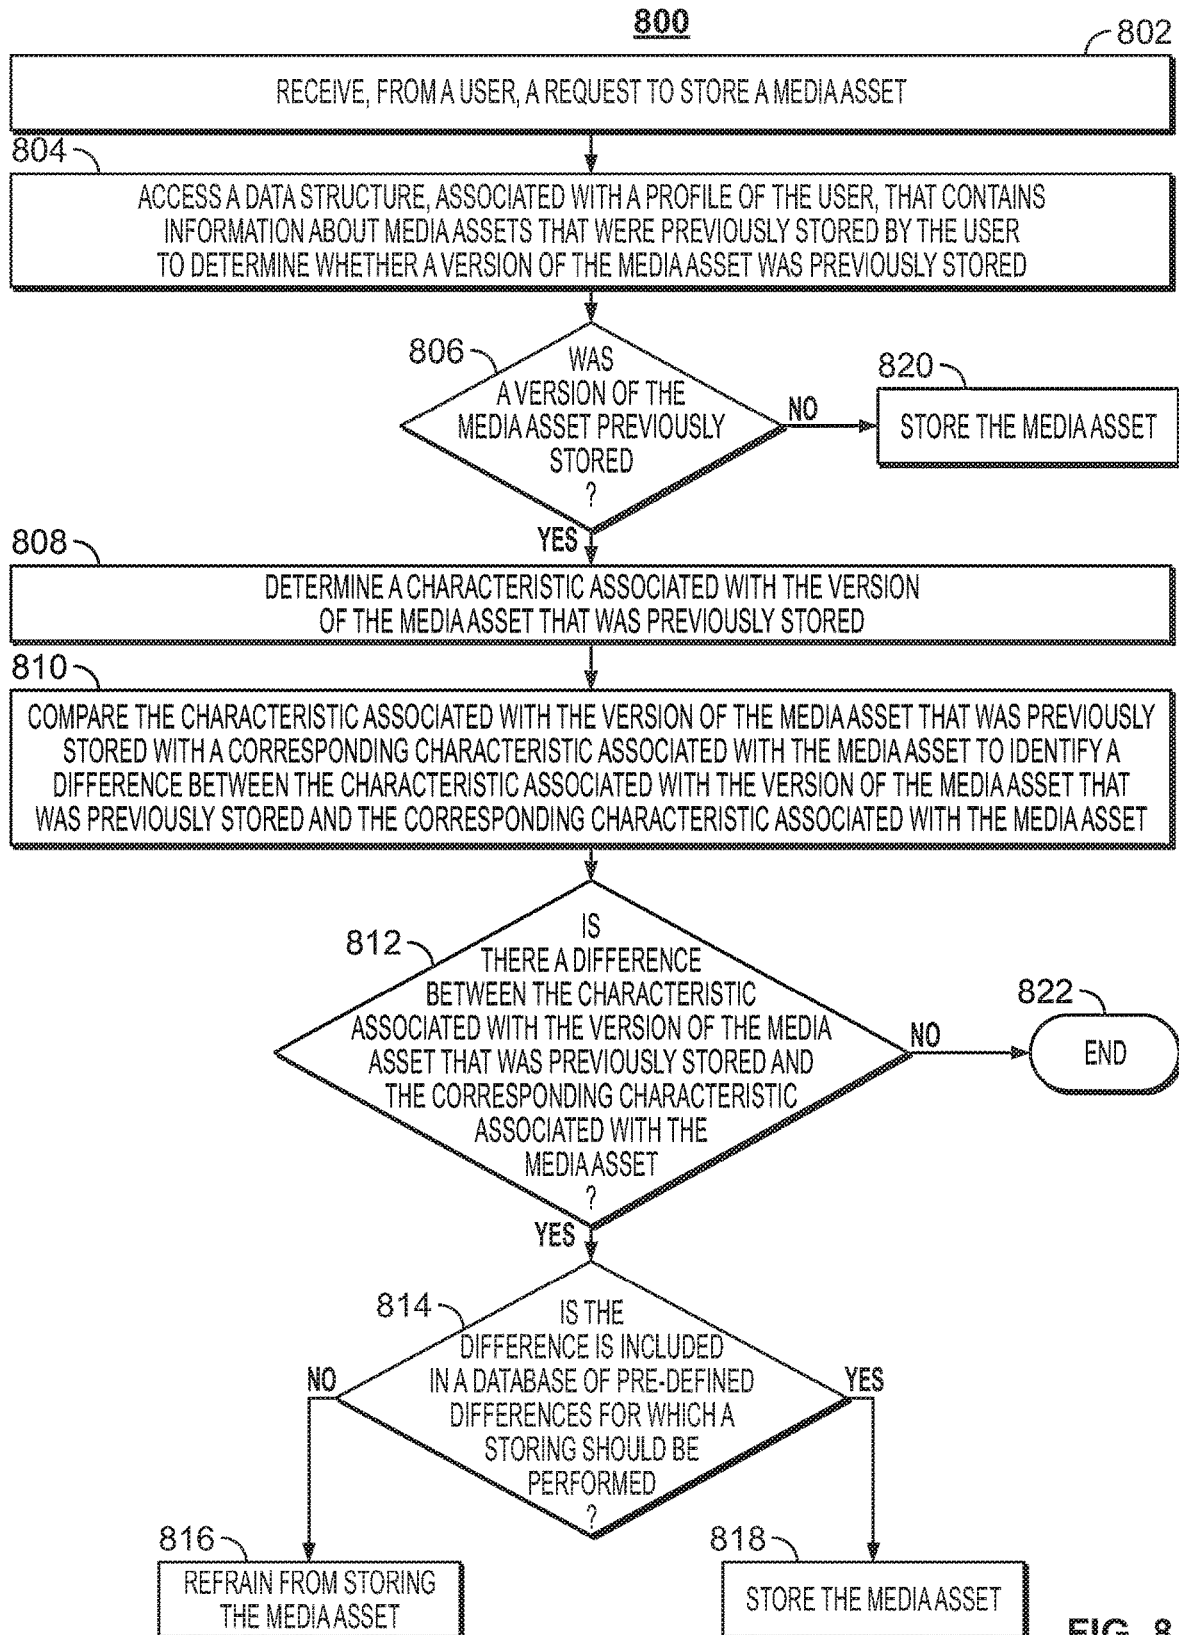 800
802
RECEIVE, FROM A USER, A REQUEST TO STORE A MEDIA ASSET
804
ACCESS A DATA STRUCTURE, ASSOCIATED WITH A PROFILE OF THE USER, THAT CONTAINS
INFORMATION ABOUT MEDIA ASSETS THAT WERE PREVIOUSLY STORED BY THE USER
TO DETERMINE WHETHER A VERSION OF THE MEDIA ASSET WAS PREVIOUSLY STORED
806
WAS
A VERSION OF THE
MEDIA ASSET PREVIOUSLY
STORED
?
NO
820
STORE THE MEDIA ASSET
YES
808
DETERMINE A CHARACTERISTIC ASSOCIATED WITH THE VERSION
OF THE MEDIA ASSET THAT WAS PREVIOUSLY STORED
810
COMPARE THE CHARACTERISTIC ASSOCIATED WITH THE VERSION OF THE MEDIA ASSET THAT WAS PREVIOUSLY
STORED WITH A CORRESPONDING CHARACTERISTIC ASSOCIATED WITH THE MEDIA ASSET TO IDENTIFY A
DIFFERENCE BETWEEN THE CHARACTERISTIC ASSOCIATED WITH THE VERSION OF THE MEDIA ASSET THAT
WAS PREVIOUSLY STORED AND THE CORRESPONDING CHARACTERISTIC ASSOCIATED WITH THE MEDIA ASSET
812
IS
THERE A DIFFERENCE
BETWEEN THE CHARACTERISTIC
ASSOCIATED WITH THE VERSION OF THE MEDIA
ASSET THAT WAS PREVIOUSLY STORED AND
THE CORRESPONDING CHARACTERISTIC
ASSOCIATED WITH THE
MEDIA ASSET
?
NO
822
END
YES
814
IS THE
DIFFERENCE IS INCLUDED
IN A DATABASE OF PRE-DEFINED
DIFFERENCES FOR WHICH A
STORING SHOULD BE
PERFORMED
?
NO
YES
816
REFRAIN FROM STORING
THE MEDIA ASSET
818
STORE THE MEDIA ASSET
FIG. 8